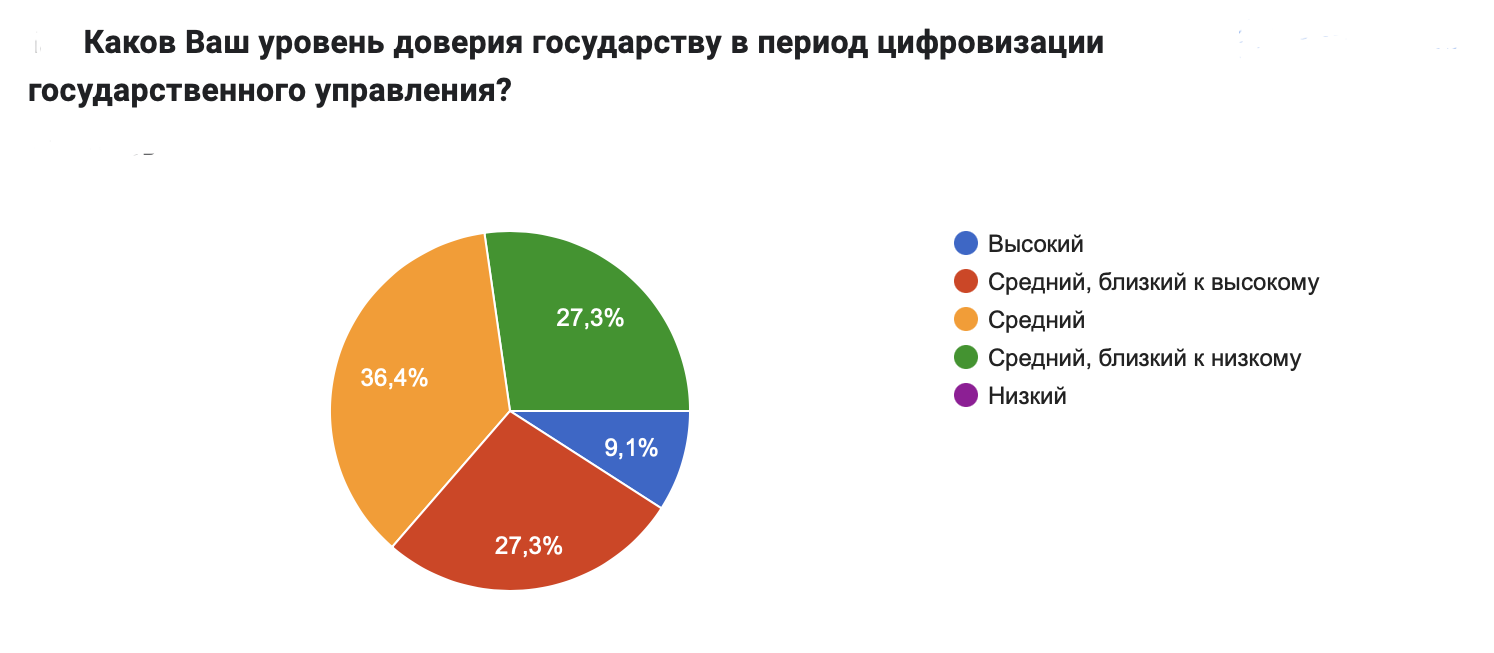 Каков Ваш уровень доверия государству в период цифровизации
государственного управления?
Высокий
Средний, близкий к высокому
Средний
Средний, близкий к низкому
Низкий
27,3%
36,4%
9,1%
27,3%